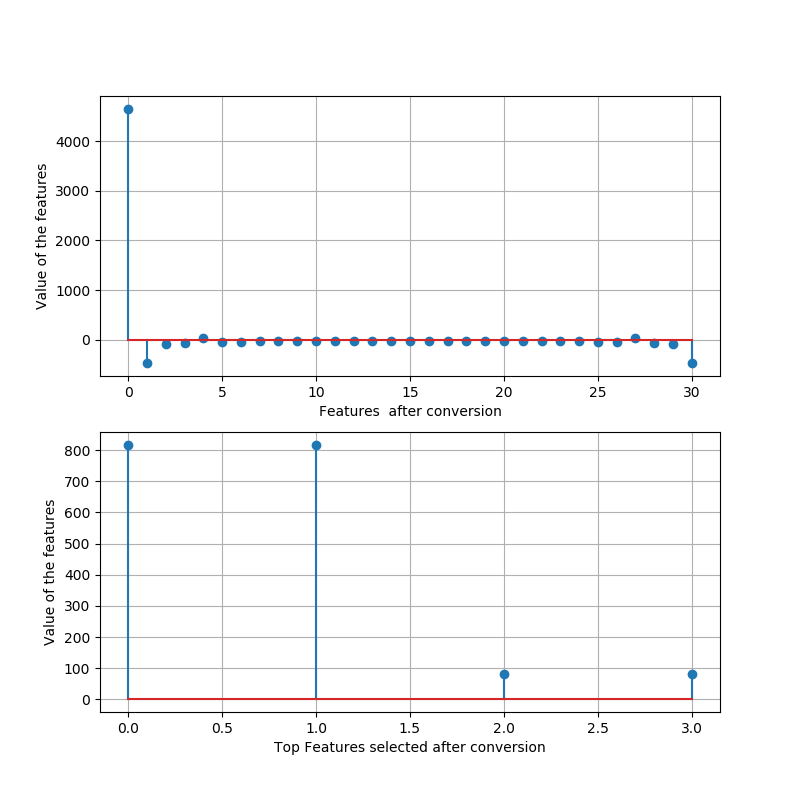 4000
3000
2000
1000
0
Value of the features
0 5 10 15 20 25 30
Features  after conversion
800
700
600
500
400
300
200
100
0
Value of the features
0.0 0.5 1.0 1.5 2.0 2.5 3.0
Top Features selected after conversion